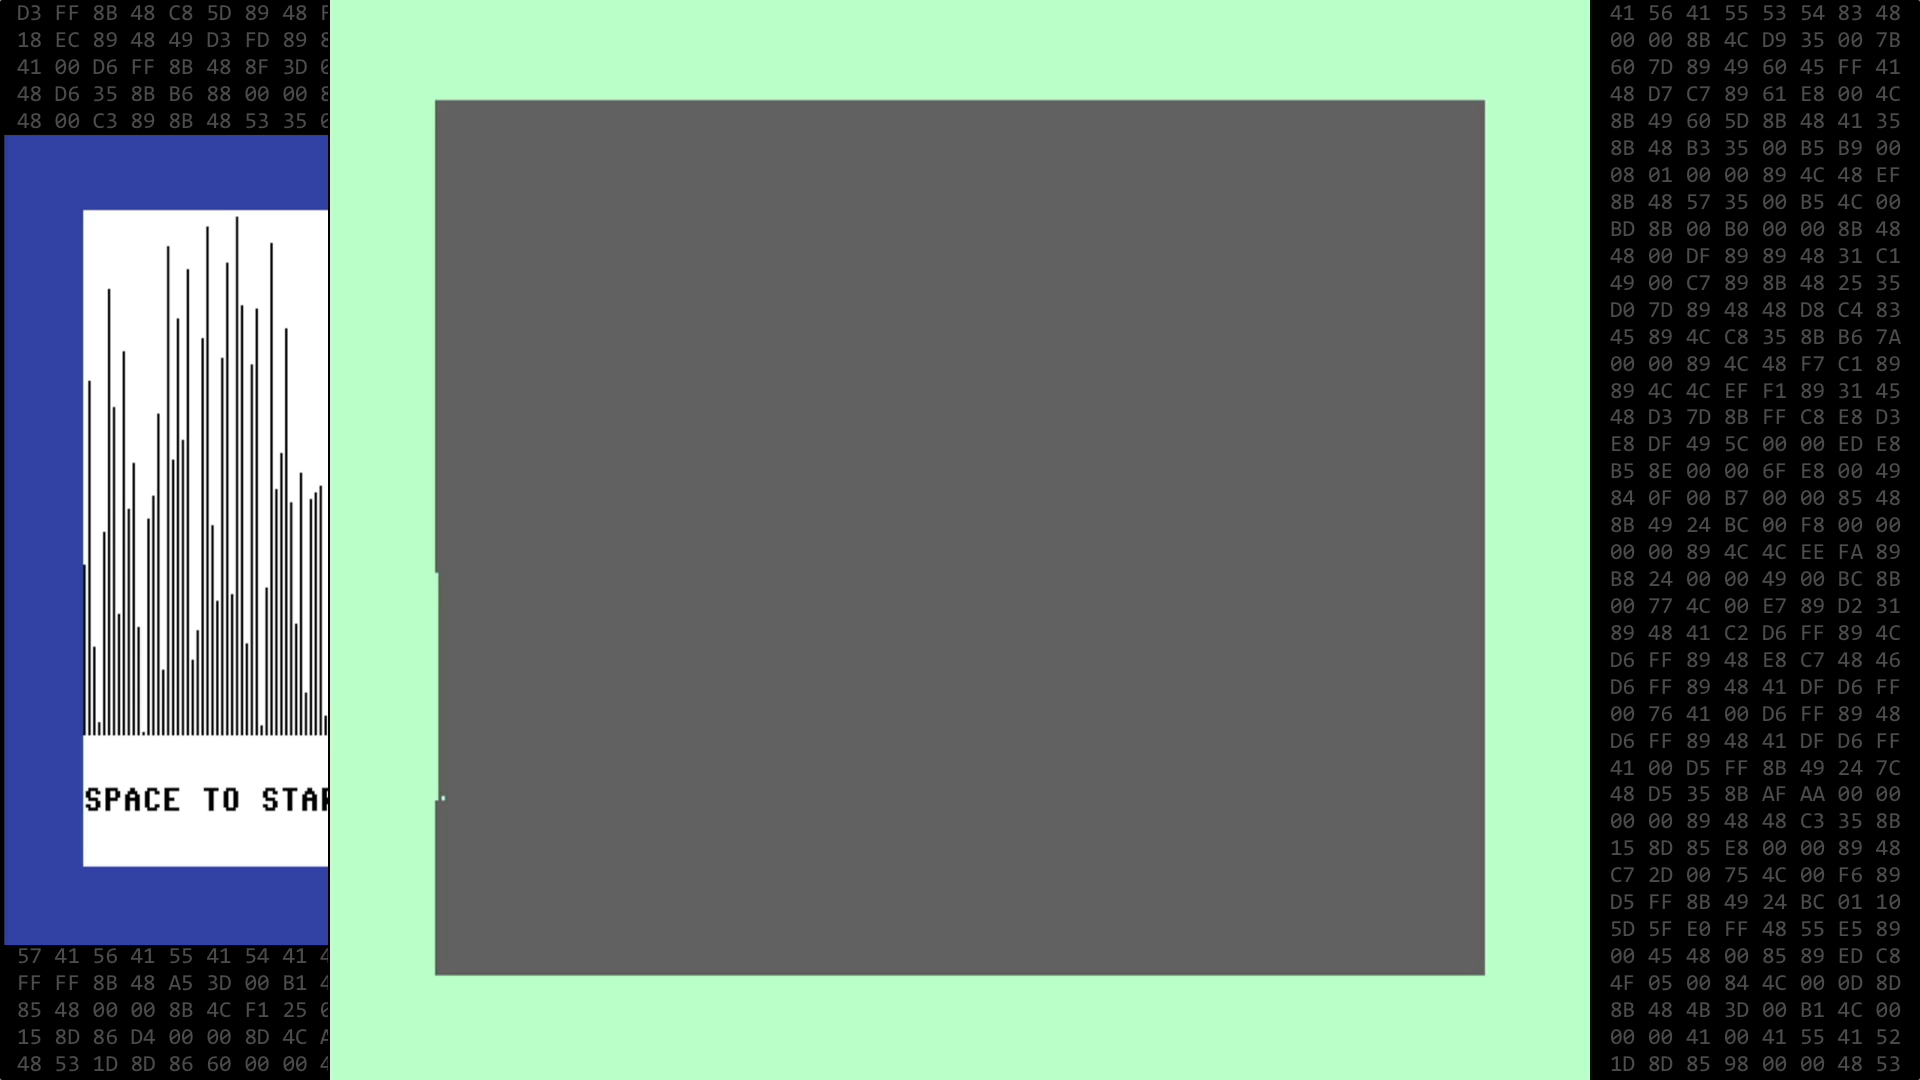 D3 FF 8B 48 C8 5D 89 48
18 EC 89 48 49 D3 FD 89
41 00 D6 FF 8B 48 8F 3D
48 D6 35 8B B6 88 00 00
48 00 C3 89 8B 48 53 35
SPACE TO STAR
57 41 56 41 55 41 54 41
FF FF 8B 48 A5 3D 00 B1
85 48 00 00 8B 4C F1 25
15 8D 86 D4 00 00 8D 4C
48 53 1D 8D 86 60 00 00
41 56 41 55 53 54 83 48
00 00 8B 4C D9 35 00 7B
60 7D 89 49 60 45 FF 41
48 D7 C7 89 61 E8 00 4C
8B 49 60 5D 8B 48 41 35
8B 48 B3 35 00 B5 B9 00
08 01 00 00 89 4C 48 EF
8B 48 57 35 00 B5 4C 00
BD 8B 00 B0 00 00 8B 48
48 00 DF 89 89 48 31 C1
49 00 C7 89 8B 48 25 35
D0 7D 89 48 48 D8 C4 83
45 89 4C C8 35 8B B6 7A
00 00 89 4C 48 F7 C1 89
89 4C 4C EF F1 89 31 45
48 D3 7D 8B FF C8 E8 D3
E8 DF 49 5C 00 00 ED E8
B5 8E 00 00 6F E8 00 49
84 0F 00 B7 00 00 85 48
8B 49 24 BC 00 F8 00 00
00 00 89 4C 4C EE FA 89
B8 24 00 00 49 00 BC 8B
00 77 4C 00 E7 89 D2 31
89 48 41 C2 D6 FF 89 4C
D6 FF 89 48 E8 C7 48 46
D6 FF 89 48 41 DF D6 FF
00 76 41 00 D6 FF 89 48
D6 FF 89 48 41 DF D6 FF
41 00 D5 FF 8B 49 24 7C
48 D5 35 8B AF AA 00 00
00 00 89 48 48 C3 35 8B
15 8D 85 E8 00 00 89 48
C7 2D 00 75 4C 00 F6 89
D5 FF 8B 49 24 BC 01 10
5D 5F E0 FF 48 55 E5 89
00 45 48 00 85 89 ED C8
4F 05 00 84 4C 00 0D 8D
8B 48 4B 3D 00 B1 4C 00
00 00 41 00 41 55 41 52
1D 8D 85 98 00 00 48 53